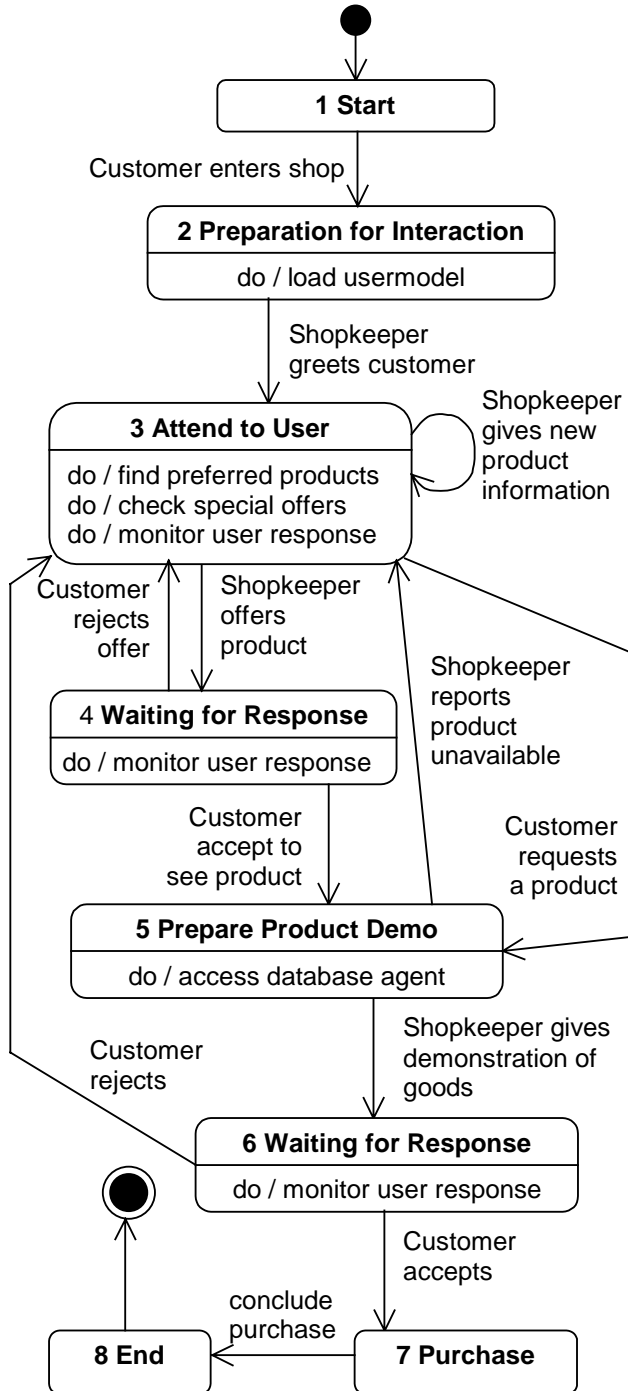 1 Start
Customer enters shop
2 Preparation for Interaction
do / load usermodel
Shopkeeper
greets customer
3 Attend to User
do / find preferred products
do / check special offers
do / monitor user response
Shopkeeper
gives new
product
information
Customer
rejects
offer
Shopkeeper
offers
product
Shopkeeper
reports
product
unavailable
4 Waiting for Response
do / monitor user response
Customer
accept to
see product
Customer
requests
a product
5 Prepare Product Demo
do / access database agent
Customer
rejects
Shopkeeper gives
demonstration of
goods
6 Waiting for Response
do / monitor user response
Customer
accepts
conclude
purchase
8 End
7 Purchase